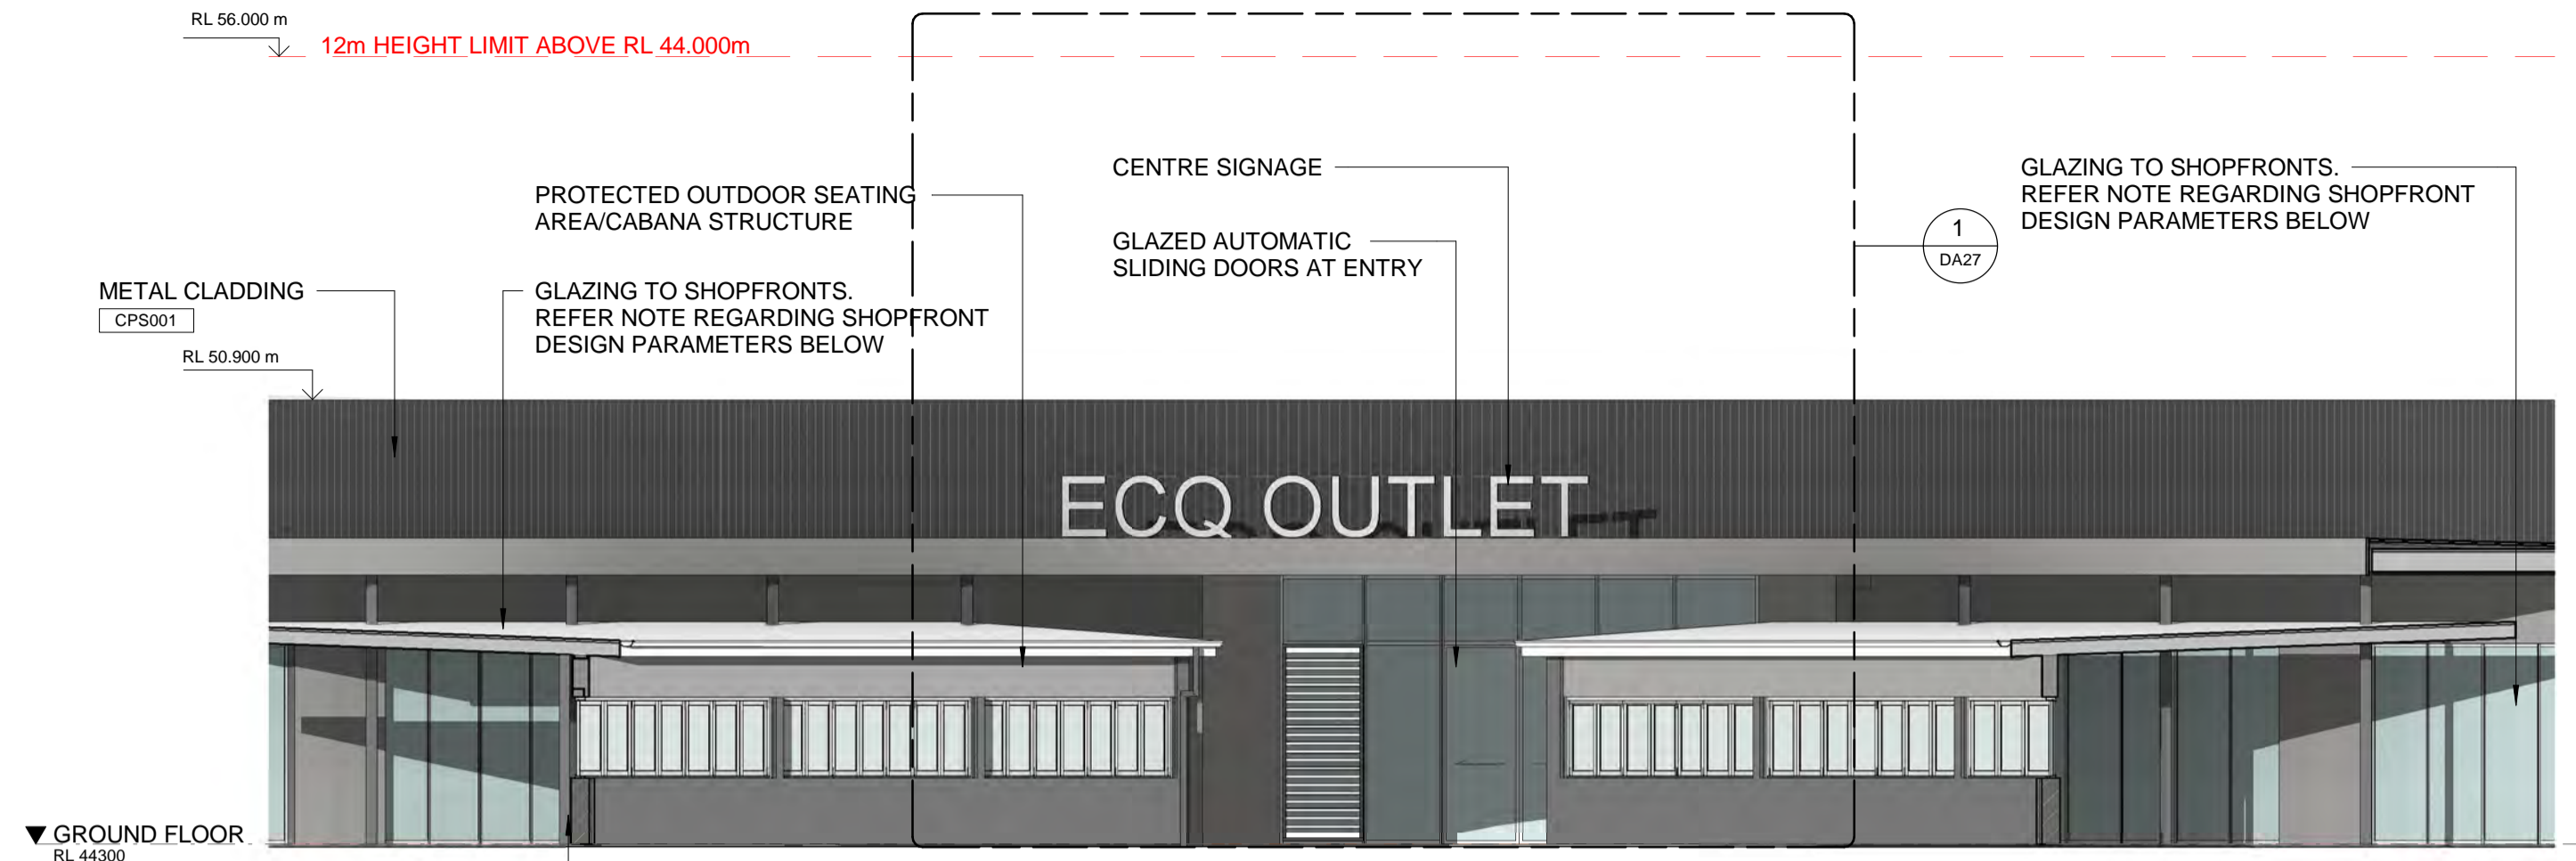 RL 56.000 m
12m HEIGHT LIMIT ABOVE RL 44.000m
CENTRE SIGNAGE
GLAZING TO SHOPFRONTS.
REFER NOTE REGARDING SHOPFRONT
DESIGN PARAMETERS BELOW
PROTECTED OUTDOOR SEATING
AREA/CABANA STRUCTURE
GLAZED AUTOMATIC
SLIDING DOORS AT ENTRY
1
DA27
METAL CLADDING
CPS001
GLAZING TO SHOPFRONTS.
REFER NOTE REGARDING SHOPFRONT
DESIGN PARAMETERS BELOW
RL 50.900 m
ECQ OUTLET
GROUND FLOOR
RL 44300